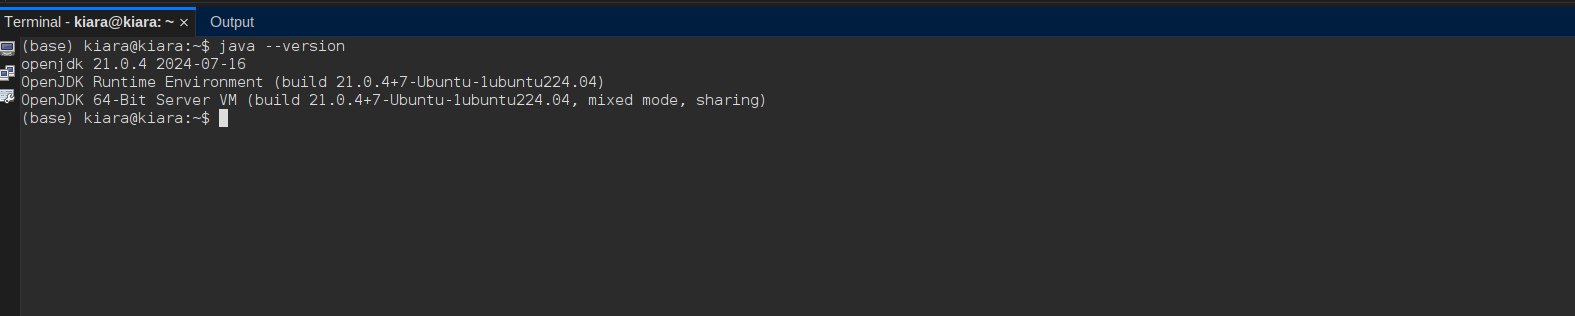 Terminal - kiara@kiara: ~ × Output
(base) kiara@kiara:~$ java --version
openjdk 21.0.4 2024-07-16
OpenJDK Runtime Environment (build 21.0.4+7-Ubuntu-1ubuntu224.04)
OpenJDK 64-Bit Server VM (build 21.0.4+7-Ubuntu-1ubuntu224.04, mixed mode, sharing)
(base) kiara@kiara:~$